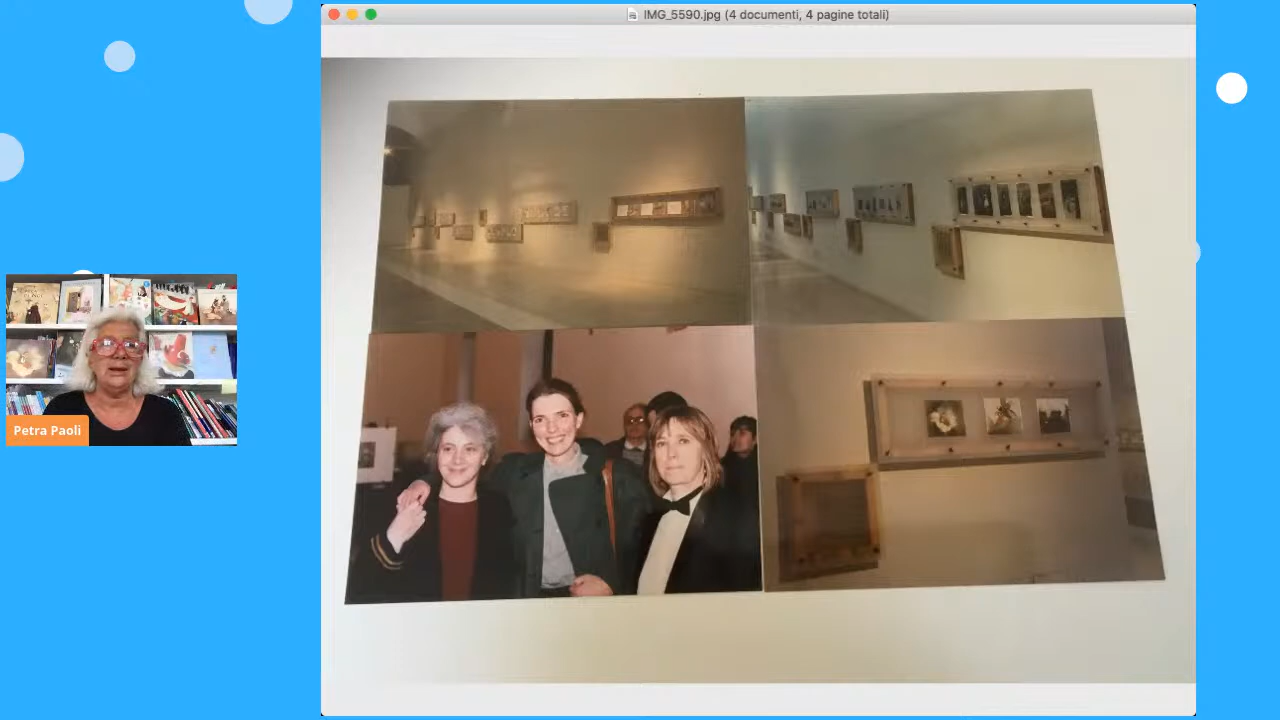 IMG_5590.jpg (4 documenti, 4 pagine totali)
Petra Paoli